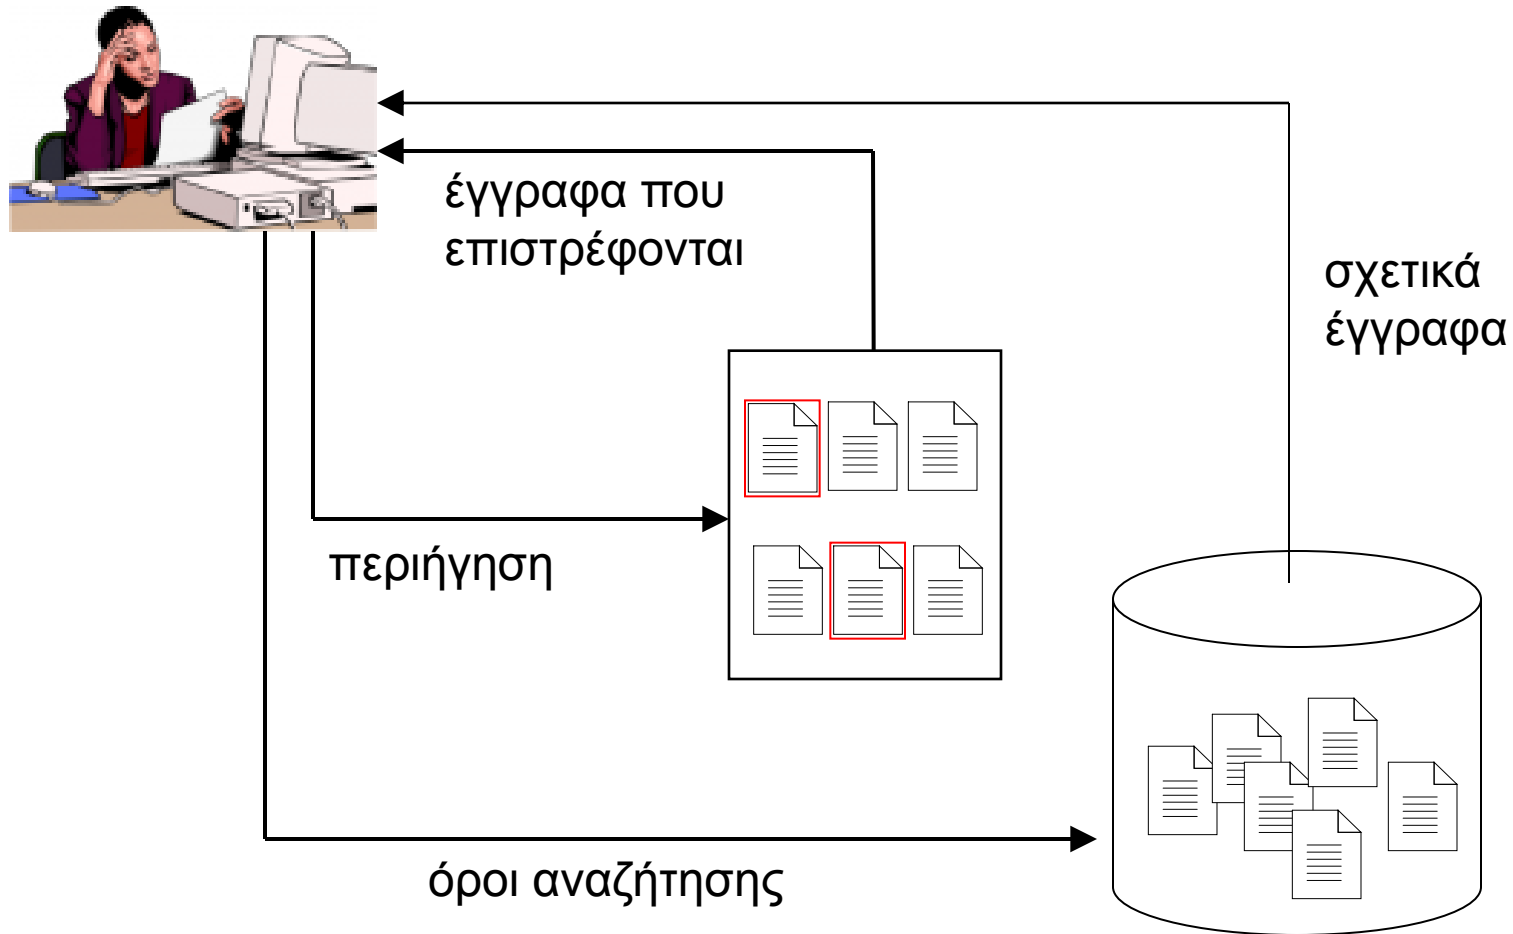 έγγραφα που
επιστρέφονται
σχετικά
έγγραφα
περιήγηση
όροι αναζήτησης